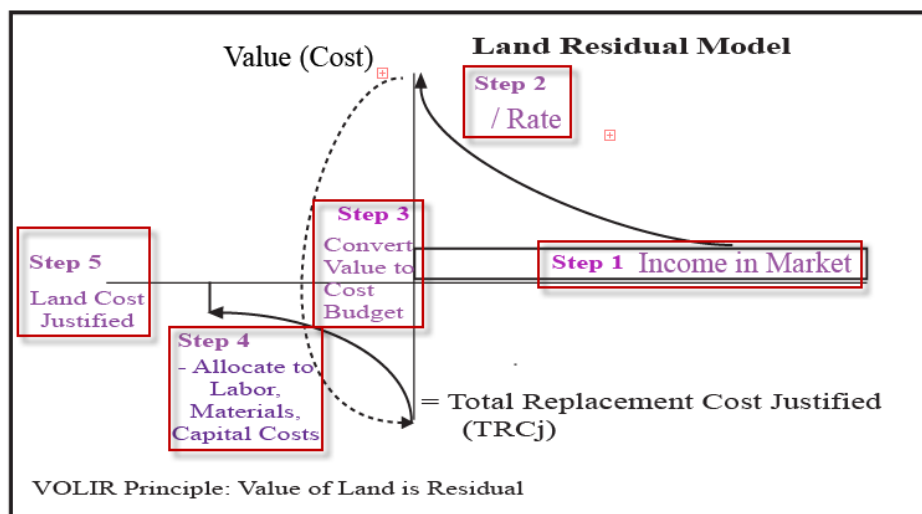 Land Residual Model
Value (Cost)
Step 2
/ Rate
Step 3
Convert
Value to
Cost
Budget
Step 1 Income in Market
Step 5
Land Cost
Justified
Step 4
- Allocate to
Labor,
Materials,
Capital Costs
= Total Replacement Cost Justified
(TRCj)
VOLIR Principle: Value of Land is Residual